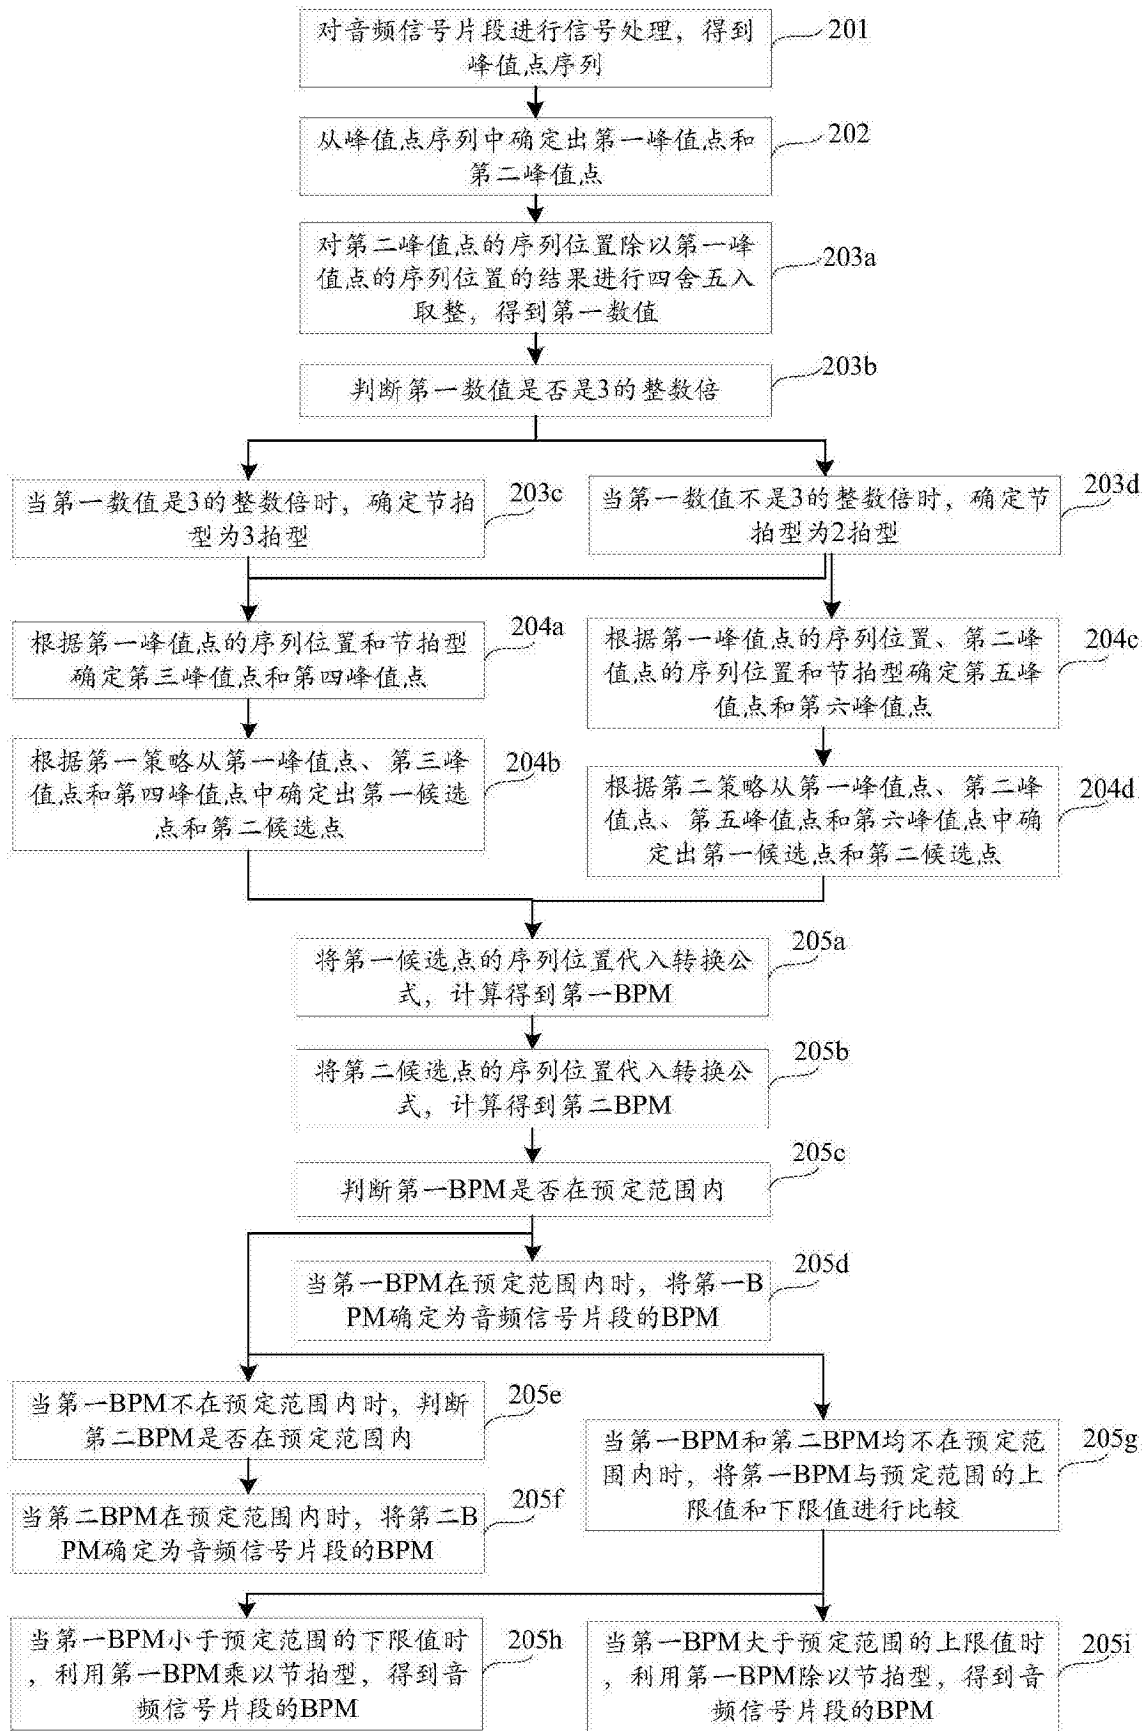 对音频信号片段进行信号处理，得到
峰值点序列
201
从峰值点序列中确定出第一峰值点和
第二峰值点
202
对第二峰值点的序列位置除以第一峰
值点的序列位置的结果进行四舍五入
取整，得到第一数值
203a
判断第一数值是否是3的整数倍
203b
当第一数值是3的整数倍时，确定节拍
型为3拍型
203c
当第一数值不是3的整数倍时，确定节
拍型为2拍型
203d
根据第一峰值点的序列位置和节拍型
确定第三峰值点和第四峰值点
204a
根据第一峰值点的序列位置、第二峰
值点的序列位置和节拍型确定第五峰
值点和第六峰值点
204c
根据第一策略从第一峰值点、第三峰
值点和第四峰值点中确定出第一候选
点和第二候选点
204b
根据第二策略从第一峰值点、第二峰
值点、第五峰值点和第六峰值点中确
定出第一候选点和第二候选点
204d
将第一候选点的序列位置代入转换公
式，计算得到第一BPM
205a
将第二候选点的序列位置代入转换公
式，计算得到第二BPM
205b
判断第一BPM是否在预定范围内
205c
当第一BPM在预定范围内时，将第一B
PM确定为音频信号片段的BPM
205d
当第一BPM不在预定范围内时，判断
第二BPM是否在预定范围内
205e
当第一BPM和第二BPM均不在预定范
围内时，将第一BPM与预定范围的上
限值和下限值进行比较
205g
当第二BPM在预定范围内时，将第二B
PM确定为音频信号片段的BPM
205f
当第一BPM小于预定范围的下限值时
，利用第一BPM乘以节拍型，得到音
频信号片段的BPM
205h
当第一BPM大于预定范围的上限值时
，利用第一BPM除以节拍型，得到音
频信号片段的BPM
205i